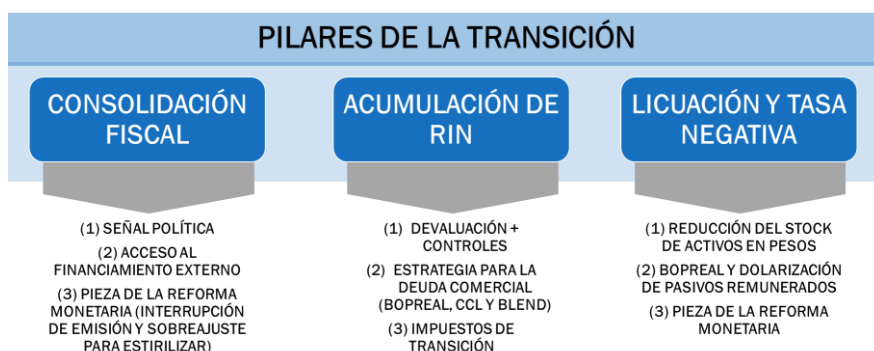 PILARES DE LA TRANSICIÓN
CONSOLIDACIÓN
FISCAL
(1) SEÑAL POLÍTICA
(2) ACCESO AL
FINANCIAMIENTO EXTERNO
(3) PIEZA DE LA REFORMA
MONETARIA (INTERRUPCIÓN
DE EMISIÓN Y SOBREAJUSTE
PARA ESTIRILIZAR)
ACUMULACIÓN DE
RIN
(1) DEVALUACIÓN +
CONTROLES
(2) ESTRATEGIA PARA LA
DEUDA COMERCIAL
(BOPREAL, CCL Y BLEND)
(3) IMPUESTOS DE
TRANSICIÓN
LICUACIÓN Y TASA
NEGATIVA
(1) REDUCCIÓN DEL STOCK
DE ACTIVOS EN PESOS
(2) BOPREAL Y DOLARIZACIÓN
DE PASIVOS REMUNERADOS
(3) PIEZA DE LA REFORMA
MONETARIA